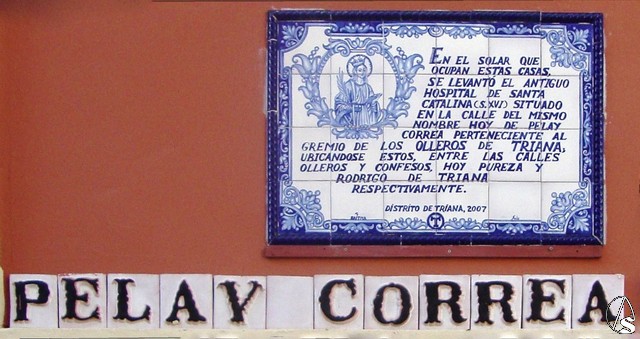 EN EL SOLAR QUE
OCUPAN ESTAS CASAS,
SE LEVANTÓ EL ANTIGUO
HOSPITAL DE SANTA
CATALINA (S.XV) SITUADO
EN LA CALLE DEL MISMO
NOMBRE HOY DE PELAY
CORREA PERTENECIENTE AL
GREMIO DE LOS OLLEROS DE TRIANA,
UBICANDOSE ESTOS, ENTRE LAS CALLES
OLLEROS Y CONFESOS, HOY PUREZA Y
RODRIGO DE TRIANA
RESPECTIVAMENTE.
DISTRITO DE TRIANA, 2007
PELAY CORREA